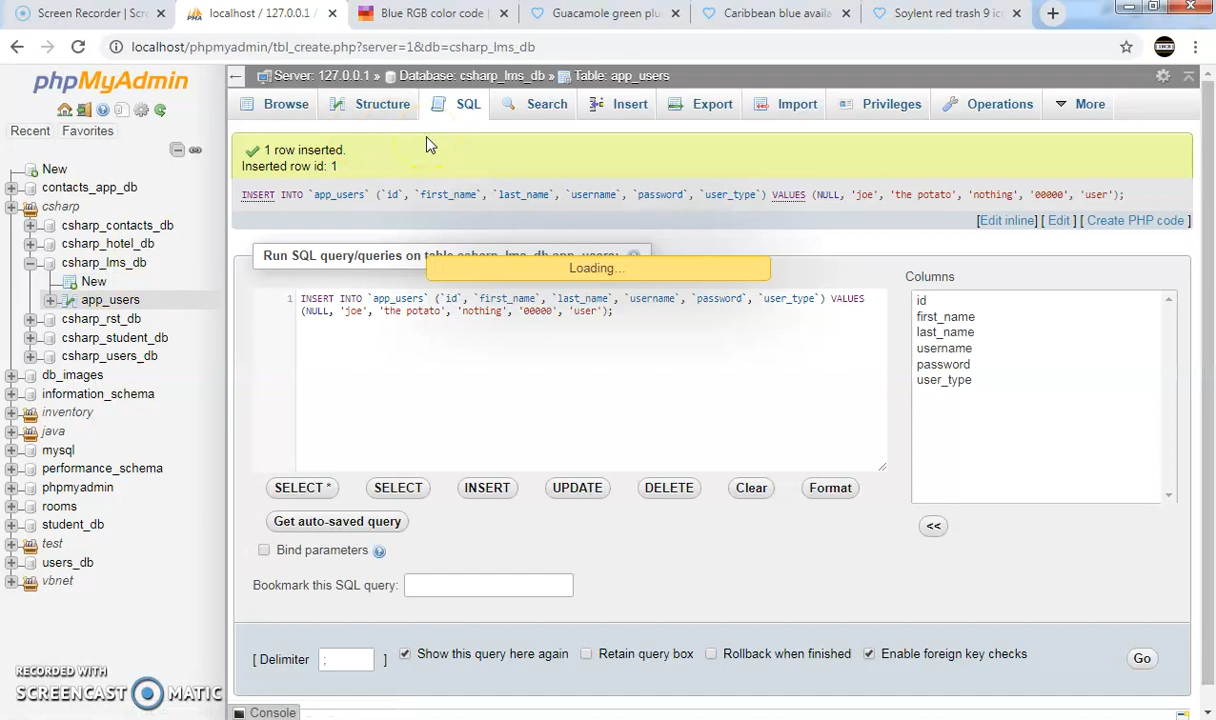 Screen Recorder | Scre
localhost / 127.0.0.1
Blue RGB color code |
Guacamole green plu
Caribbean blue availa
Soylent red trash 9 ic
localhost/phpmyadmin/tbl_create.php?server=1&db=csharp_lms_db
phpMyAdmin
Recent Favorites
New
contacts_app_db
csharp
csharp_contacts_db
csharp_hotel_db
csharp_lms_db
New
app_users
csharp_rst_db
csharp_student_db
csharp_users_db
db_images
information_schema
inventory
java
mysql
performance_schema
phpmyadmin
rooms
student_db
test
users_db
vbnet
RECORDED WITH
SCREENCAST MATIC
Server: 127.0.0.1 » Database: csharp_lms_db » Table: app_users
Browse Structure SQL Search Insert Export Import Privileges Operations More
1 row inserted.
Inserted row id: 1
INSERT INTO `app_users` (`id`, `first_name`, `last_name`, `username`, `password`, `user_type`) VALUES (NULL, 'joe', 'the potato', 'nothing', '00000', 'user');
[Edit inline] [ Edit ] [ Create PHP code ]
Run SQL query/queries on table csharp_lms_db.app_users:
Loading...
1 INSERT INTO `app_users` (`id`, `first_name`, `last_name`, `username`, `password`, `user_type`) VALUES
(NULL, 'joe', 'the potato', 'nothing', '00000', 'user');
Columns
id
first_name
last_name
username
password
user_type
SELECT * SELECT INSERT UPDATE DELETE Clear Format
<<
Get auto-saved query
Bind parameters
Bookmark this SQL query:
[ Delimiter ; ] Show this query here again Retain query box Rollback when finished Enable foreign key checks Go
Console